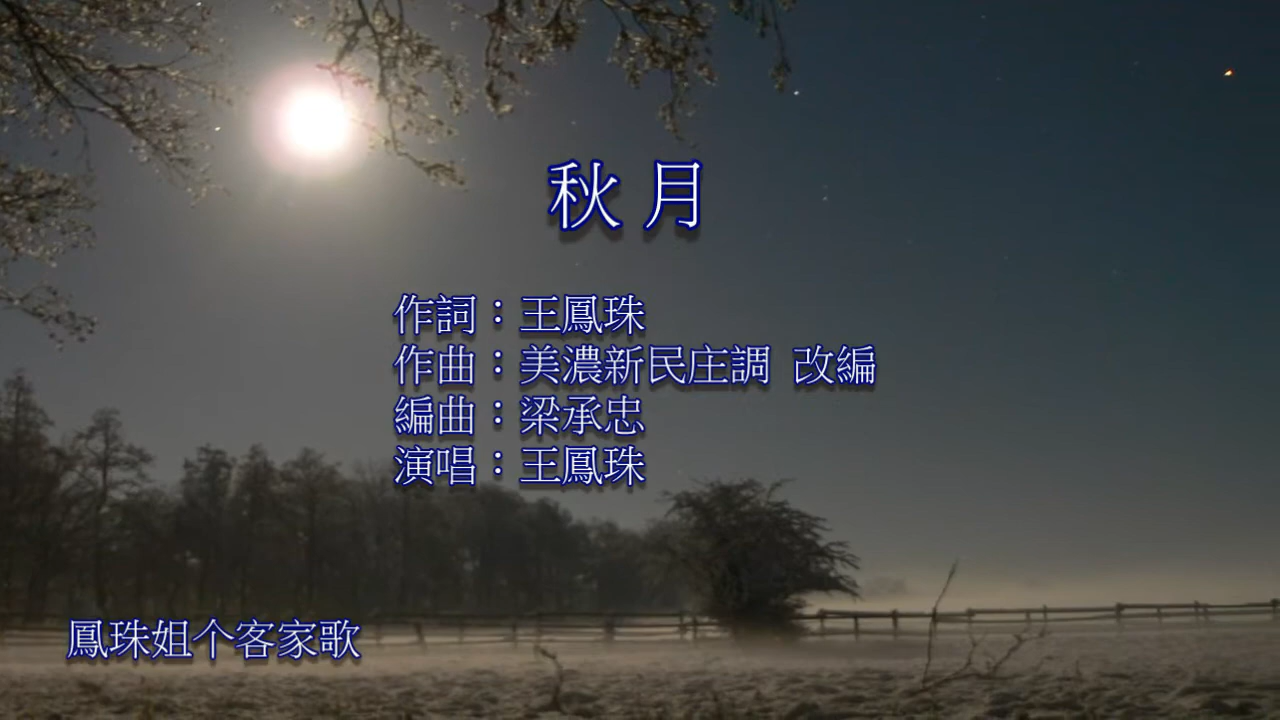 秋月
作詞：王鳳珠
作曲：美濃新民庄調 改編
編曲：梁承忠
演唱：王鳳珠
鳳珠姐个客家歌